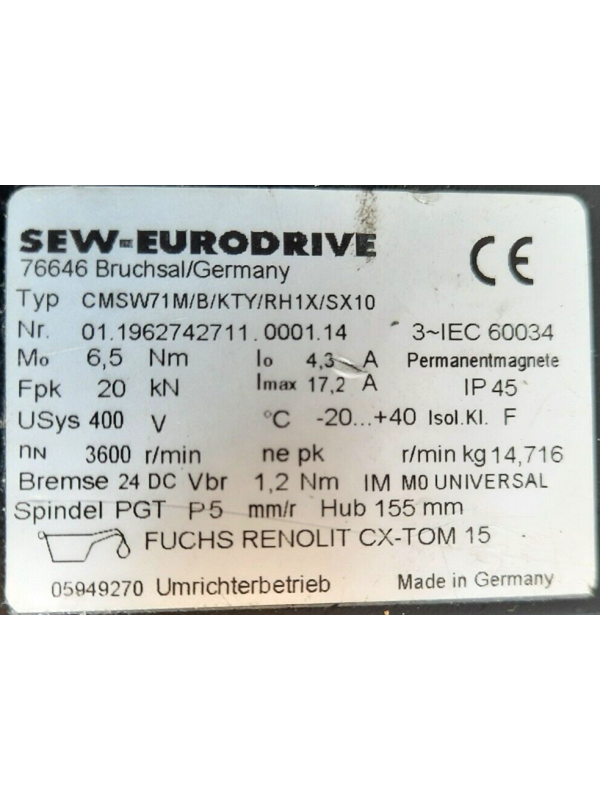 SEW-EURODRIVE
76646 Bruchsal/Germany
CE
Typ CMSW71M/B/KTY/RH1X/SX10
Nr. 01.1962742711.0001.14 3~IEC 60034
Mo 6,5 Nm Io 4,3 A Permanentmagnete
Fpk 20 kN Imax 17,2 A IP 45
USys 400 V °C -20...+40 Isol.Kl. F
nN 3600 r/min ne pk r/min kg 14,716
Bremse 24 DC Vbr 1,2 Nm IM M0 UNIVERSAL
Spindel PGT P5 mm/r Hub 155 mm
FUCHS RENOLIT CX-TOM 15
05949270 Umrichterbetrieb Made in Germany